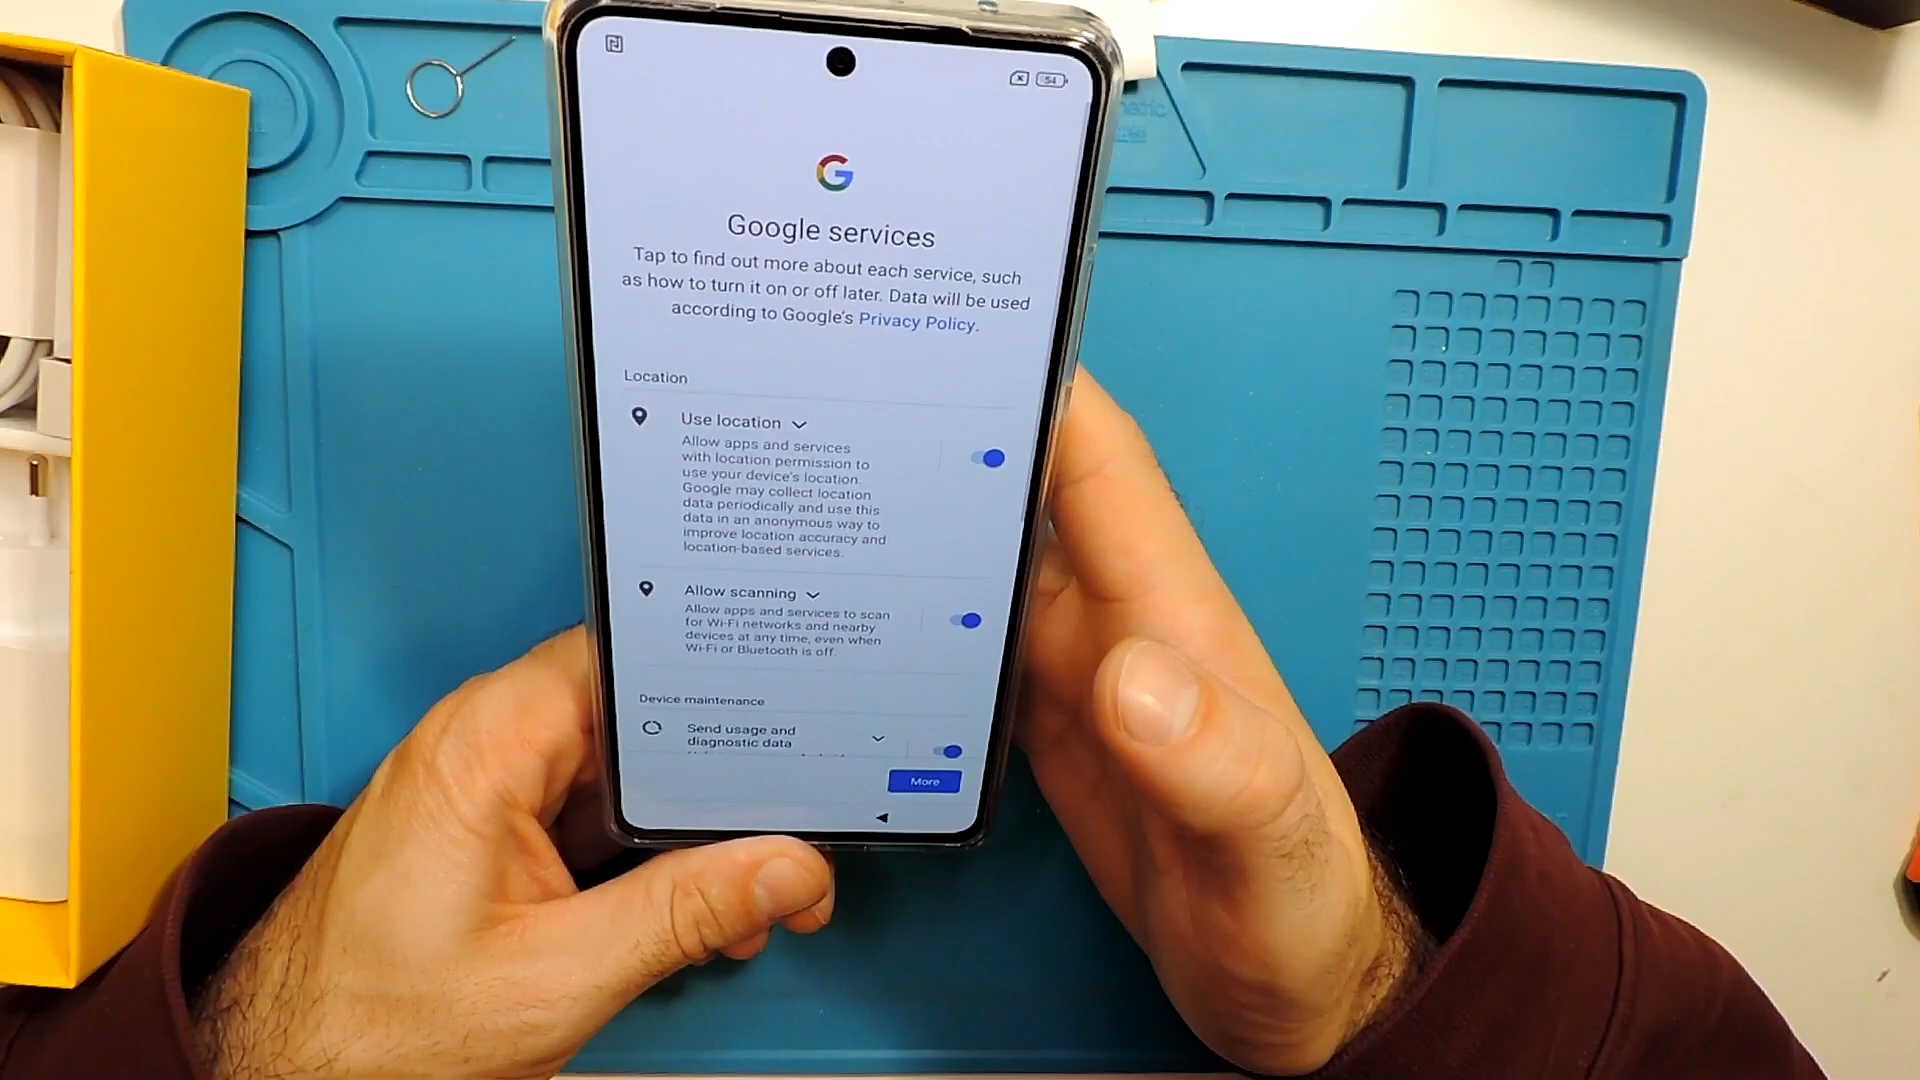 54
Google services
Tap to find out more about each service, such
as how to turn it on or off later. Data will be used
according to Google's Privacy Policy.
Location
Use location
Allow apps and services
with location permission to
use your device's location.
Google may collect location
data periodically and use this
data in an anonymous way to
improve location accuracy and
location-based services.
Allow scanning
Allow apps and services to scan
for Wi-Fi networks and nearby
devices at any time, even when
Wi-Fi or Bluetooth is off.
Device maintenance
Send usage and
diagnostic data
More